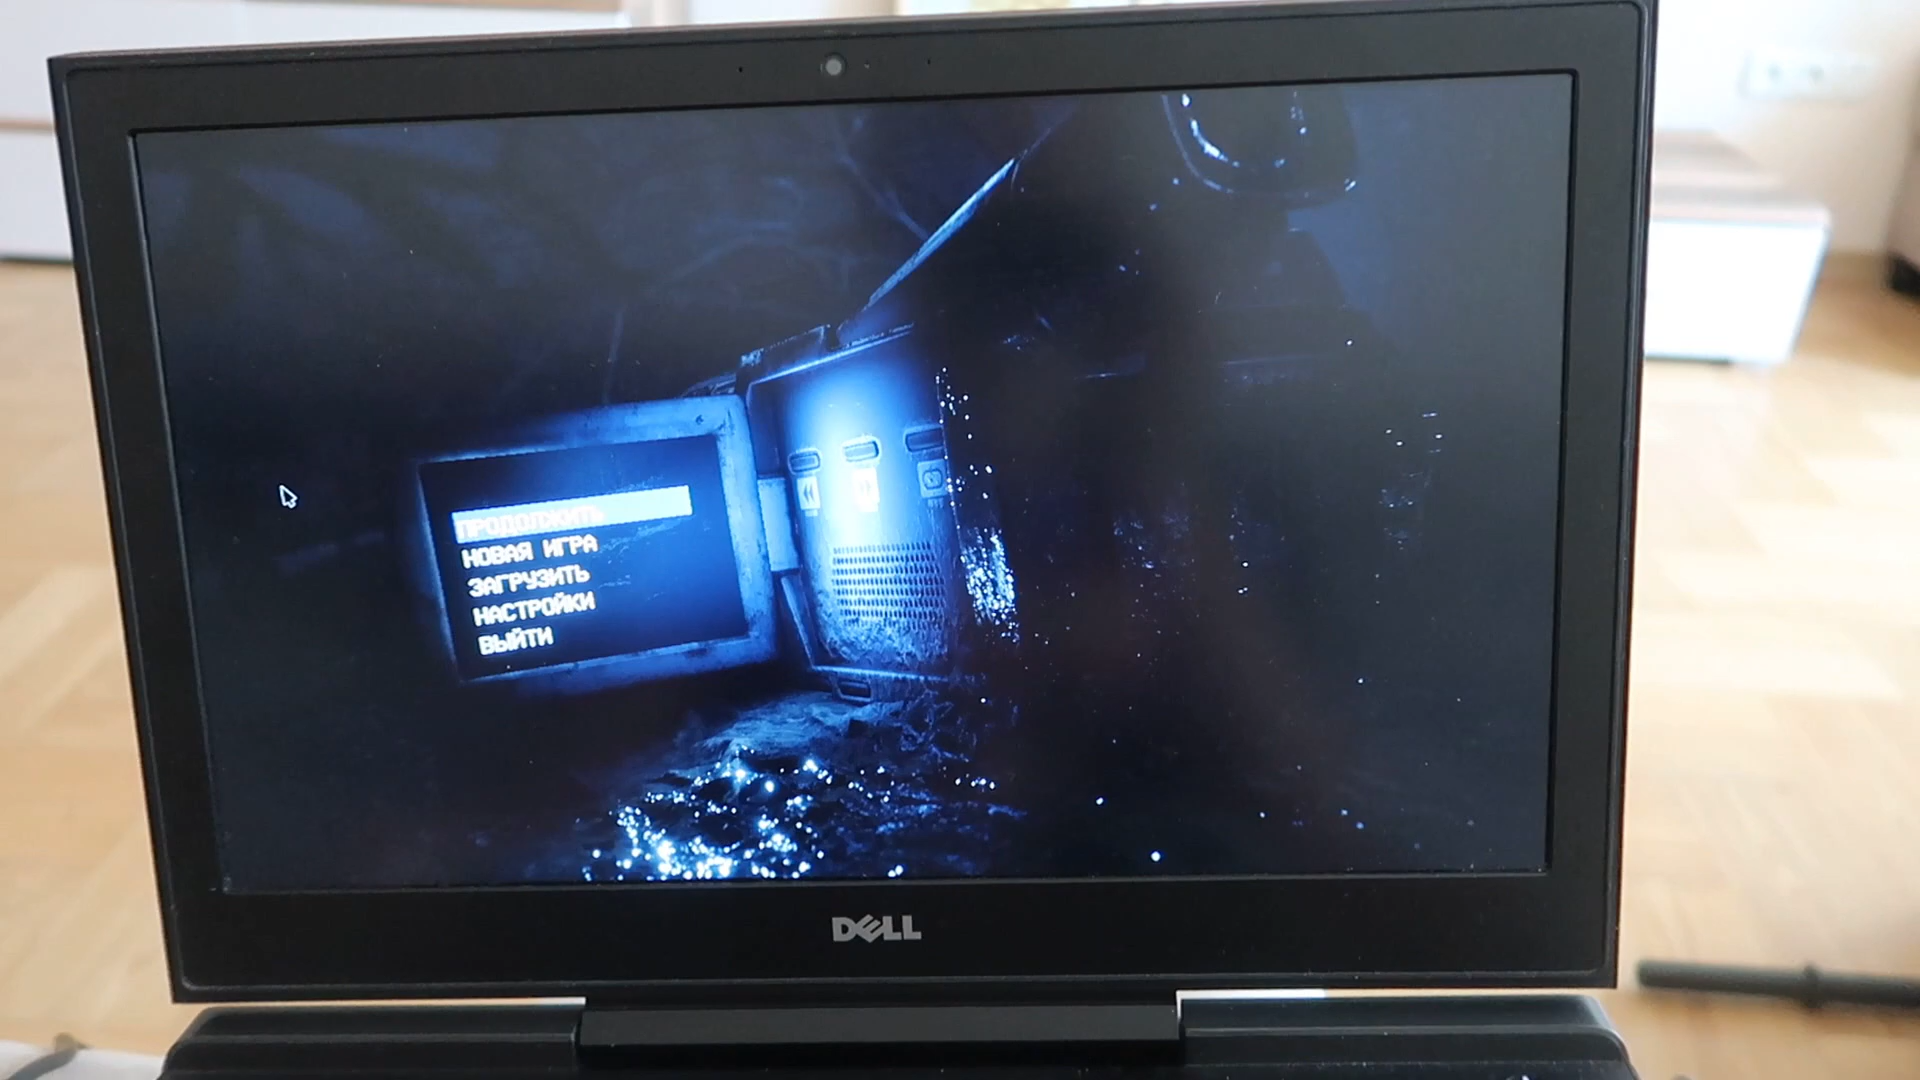 ПРОДОЛЖИТЬ
НОВАЯ ИГРА
ЗАГРУЗИТЬ
НАСТРОЙКИ
ВЫЙТИ
DELL